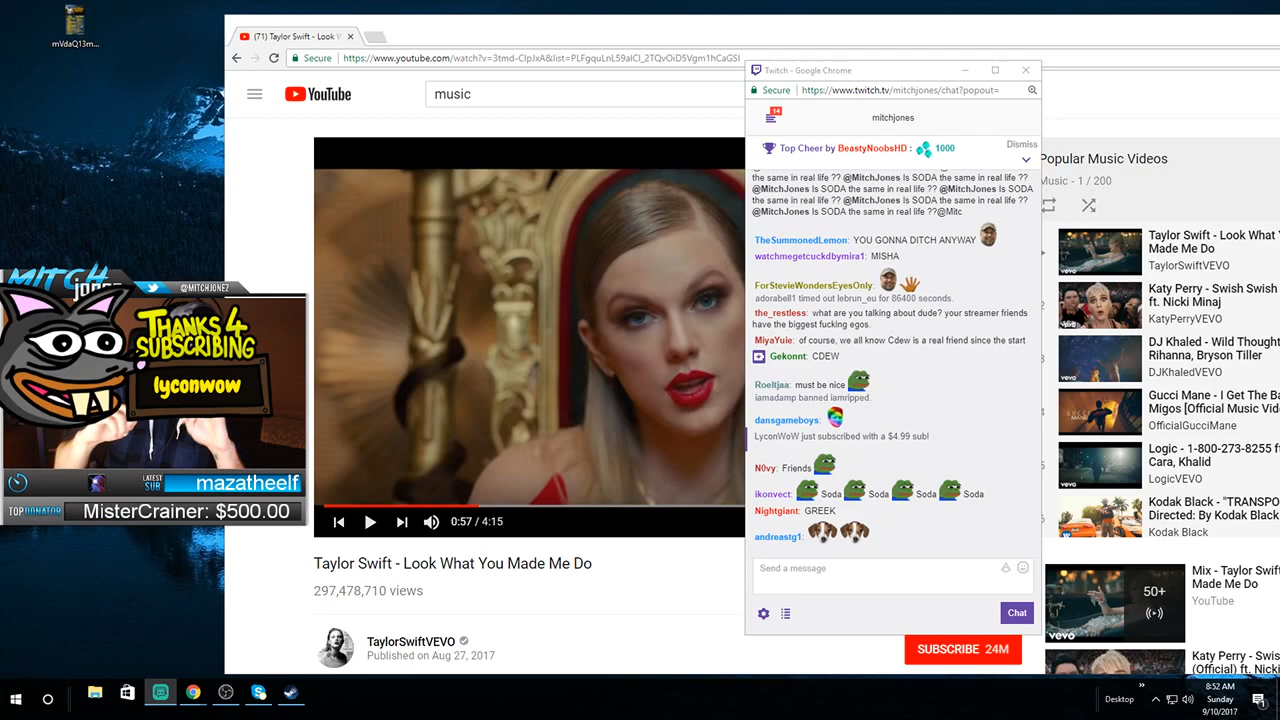 mVdaQ13m...
(71) Taylor Swift - Look W
Secure https://www.youtube.com/watch?v=3tmd-ClpJxA&list=PLFgquLnL59alCl_2TQvOiD5Vgm1hCaGSI
YouTube
music
Twitch - Google Chrome
Secure https://www.twitch.tv/mitchjones/chat?popout=
14
mitchjones
Top Cheer by BeastyNoobsHD : 1000
Dismiss
the same in real life ?? @MitchJones Is SODA the same in real life ??
@MitchJones Is SODA the same in real life ?? @MitchJones Is SODA
the same in real life ?? @MitchJones Is SODA the same in real life ??
@MitchJones Is SODA the same in real life ??@Mitc
TheSummonedLemon: YOU GONNA DITCH ANYWAY
watchmegetcuckdbymira1: MISHA
ForStevieWondersEyesOnly:
adorabell1 timed out lebrun_eu for 86400 seconds.
the_restless: what are you talking about dude? your streamer friends
have the biggest fucking egos.
MiyaYuie: of course, we all know Cdew is a real friend since the start
Gekonnt: CDEW
Roeltjaa: must be nice
iamadamp banned iamripped.
dansgameboys:
LyconWoW just subscribed with a $4.99 sub!
N0vy: Friends
ikonvect: Soda Soda Soda Soda
Nightgiant: GREEK
andreastg1:
Send a message
Chat
Popular Music Videos
Music - 1 / 200
Taylor Swift - Look What Y
Made Me Do
TaylorSwiftVEVO
vevo
Katy Perry - Swish Swish
ft. Nicki Minaj
KatyPerryVEVO
vevo
DJ Khaled - Wild Thought
Rihanna, Bryson Tiller
DJKhaledVEVO
Gucci Mane - I Get The Ba
Migos [Official Music Vid
OfficialGucciMane
GUCCI MANE
Logic - 1-800-273-8255 ft
Cara, Khalid
LogicVEVO
vevo
Kodak Black - "TRANSPO
Directed: By Kodak Black
Kodak Black
Mix - Taylor Swift
Made Me Do
YouTube
50+
vevo
Katy Perry - Swish
(Official) ft. Nicki
MITCH
jones
@MITCHJONEZ
THANKS 4
SUBSCRIBING
lyconwow
LATEST
SUB
mazatheelf
TOP DONATOR
MisterCrainer: $500.00
0:57 / 4:15
Taylor Swift - Look What You Made Me Do
297,478,710 views
TaylorSwiftVEVO
Published on Aug 27, 2017
SUBSCRIBE 24M
Desktop
8:52 AM
Sunday
9/10/2017